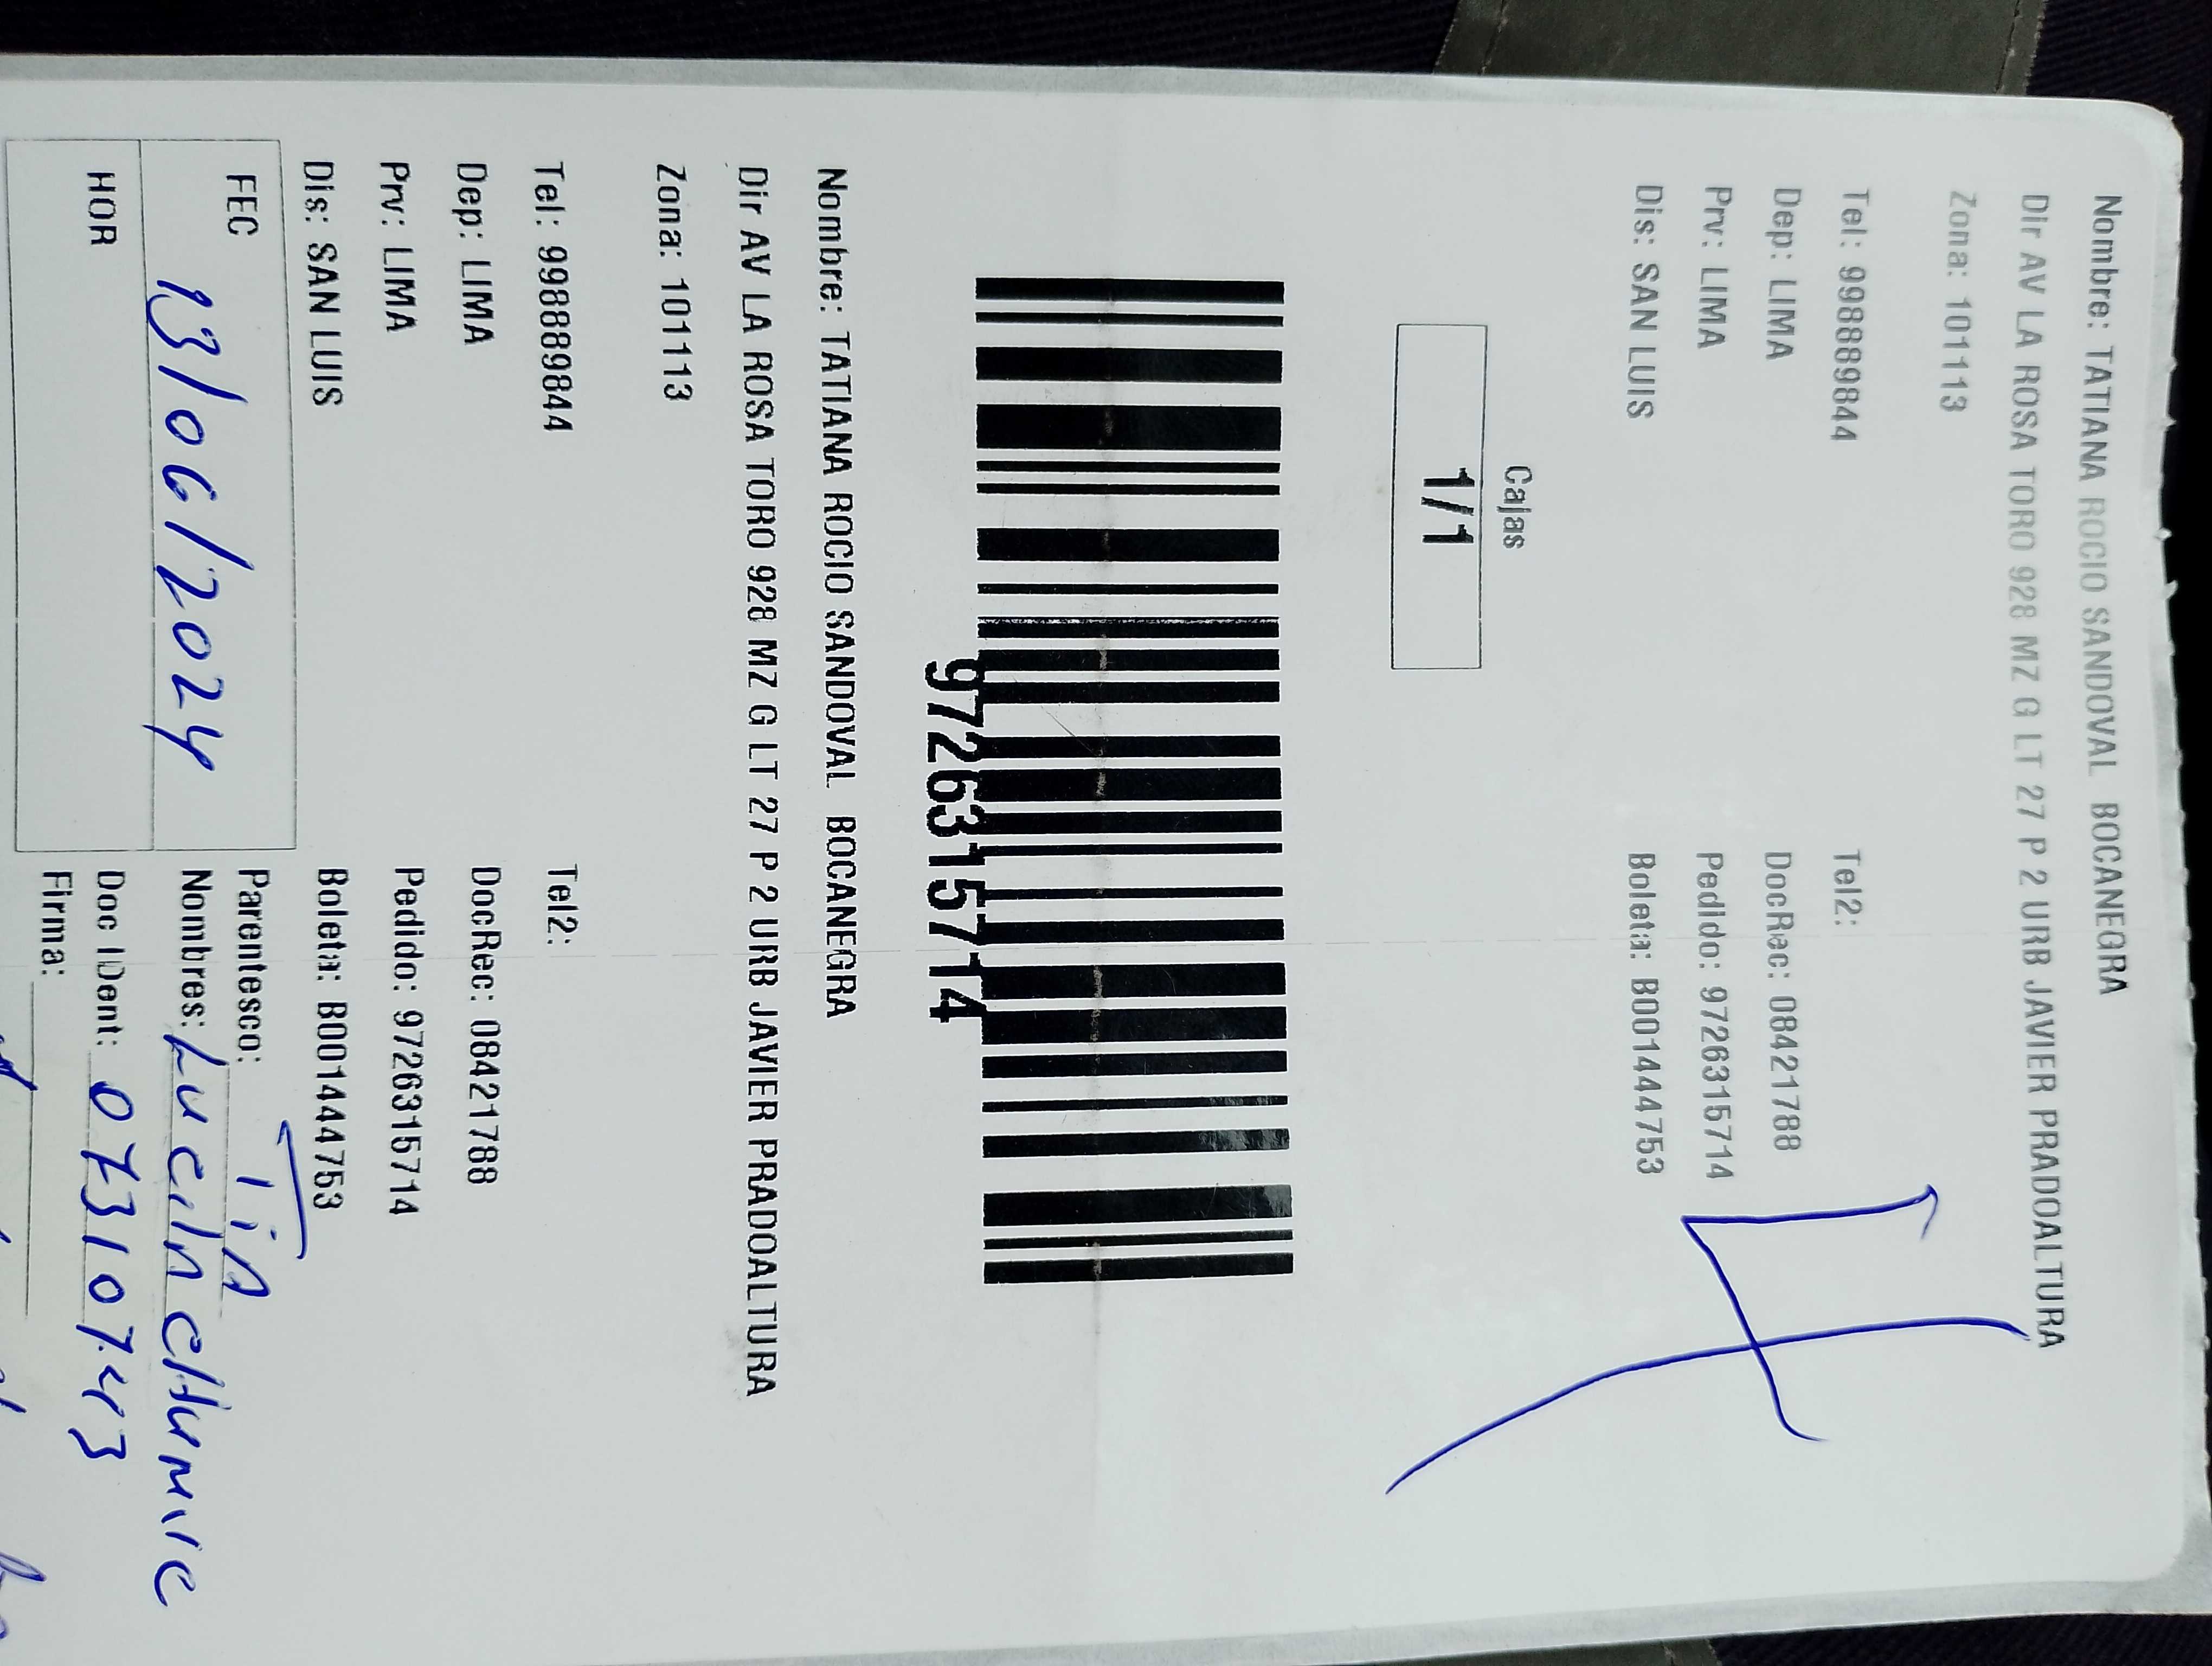 Nombre: TATIANA ROCIO SANDOVAL BOCANEGRA
Dir AV LA ROSA TORO 928 MZ G LT 27 P 2 URB JAVIER PRADOALTURA
Zona: 101113
Tel: 998889844 Tel2:
Dep: LIMA DocRec: 08421788
Prv: LIMA Pedido: 9726315714
Dis: SAN LUIS Boleta: B001444753
Cajas
1/1
9726315714
Nombre: TATIANA ROCIO SANDOVAL BOCANEGRA
Dir AV LA ROSA TORO 928 MZ G LT 27 P 2 URB JAVIER PRADOALTURA
Zona: 101113
Tel: 998889844 Tel2:
Dep: LIMA DocRec: 08421788
Prv: LIMA Pedido: 9726315714
Dis: SAN LUIS Boleta: B001444753
FEC 13/06/2024 Parentesco: TIA
Nombres:
HOR Doc IDent:
Firma: